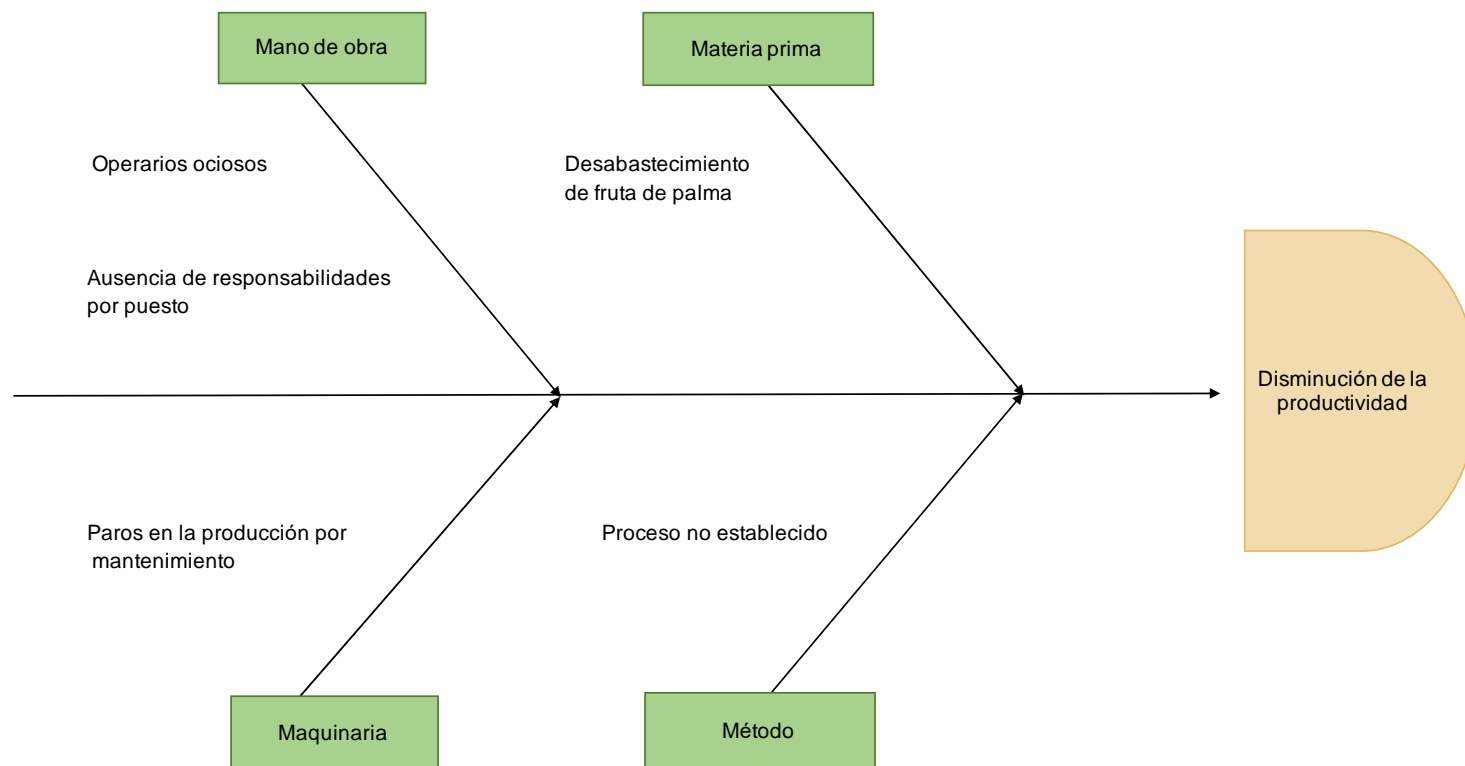 Mano de obra
Materia prima
Operarios ociosos
Desabastecimiento
de fruta de palma
Ausencia de responsabilidades
por puesto
Disminución de la
productividad
Paros en la producción por
mantenimiento
Proceso no establecido
Maquinaria
Método